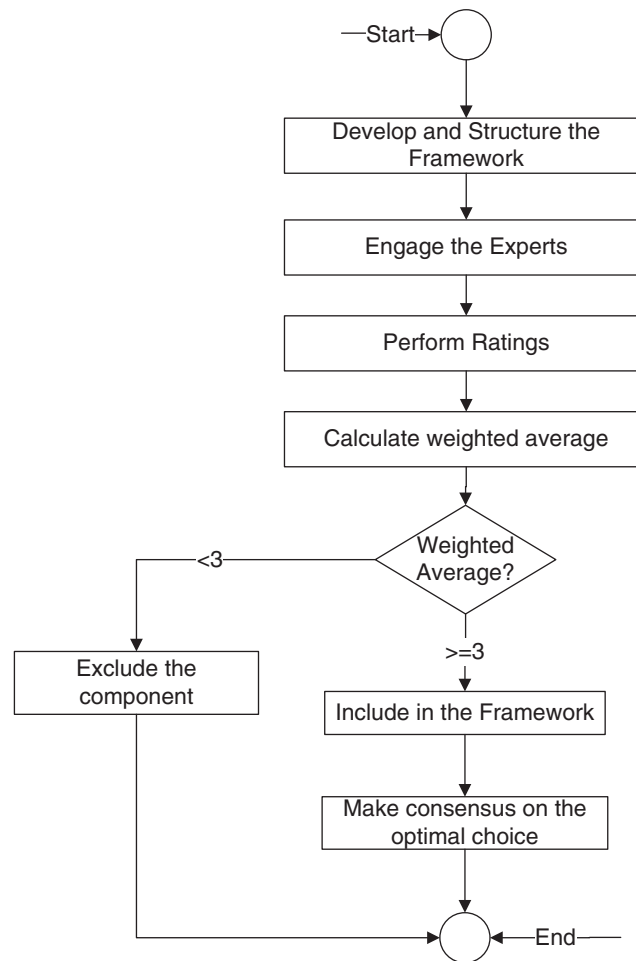 Start
Develop and Structure the
Framework
Engage the Experts
Perform Ratings
Calculate weighted average
Weighted
Average?
<3
>=3
Exclude the
component
Include in the Framework
Make consensus on the
optimal choice
End